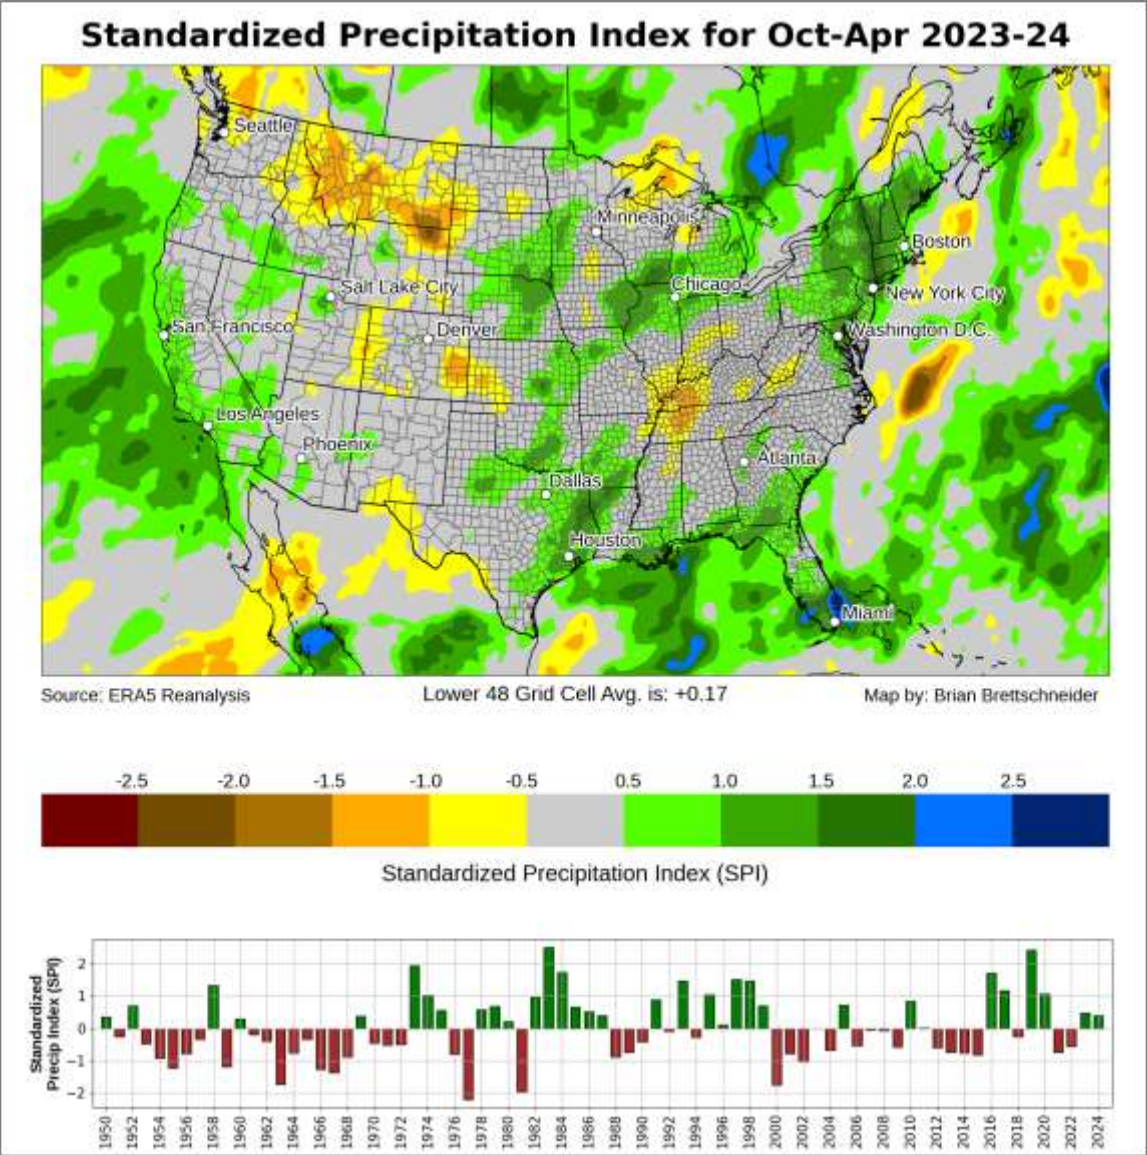 Standardized Precipitation Index for Oct-Apr 2023-24
Seattle
Minneapolis
Boston
Salt Lake City
Chicago
New York City
San Francisco
Denver
Washington D.C.
Los Angeles
Phoenix
Atlanta
Dallas
Houston
Miami
Source: ERA5 Reanalysis
Lower 48 Grid Cell Avg. is: +0.17
Map by: Brian Brettschneider
-2.5 -2.0 -1.5 -1.0 -0.5 0.5 1.0 1.5 2.0 2.5
Standardized Precipitation Index (SPI)
Standardized
Precip Index (SPI)
2
1
0
−1
−2
1950 1952 1954 1956 1958 1960 1962 1964 1966 1968 1970 1972 1974 1976 1978 1980 1982 1984 1986 1988 1990 1992 1994 1996 1998 2000 2002 2004 2006 2008 2010 2012 2014 2016 2018 2020 2022 2024